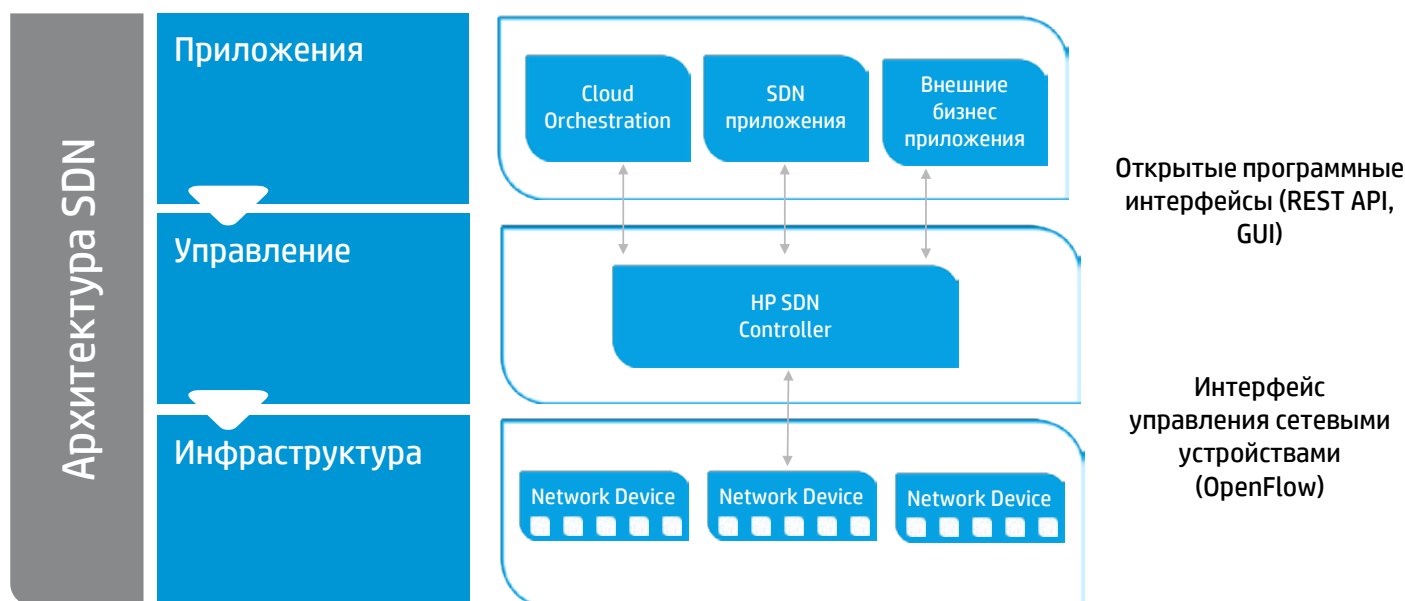 Архитектура SDN
Приложения
Cloud
Orchestration
SDN
приложения
Внешние
бизнес
приложения
Открытые программные
интерфейсы (REST API,
GUI)
Управление
HP SDN
Controller
Интерфейс
управления сетевыми
устройствами
(OpenFlow)
Инфраструктура
Network Device
Network Device
Network Device